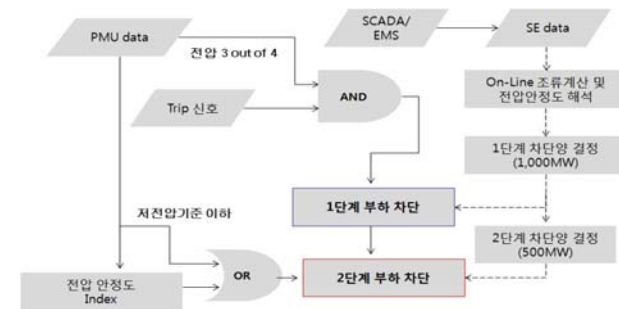 SCADA/
EMS
SE data
PMU data
전압 3 out of 4
On-Line 조류계산 및
전압안정도 해석
AND
Trip 신호
1단계 차단양 결정
(1,000MW)
1단계 부하 차단
저전압기준 이하
2단계 차단양 결정
(500MW)
OR
2단계 부하 차단
전압 안정도
Index